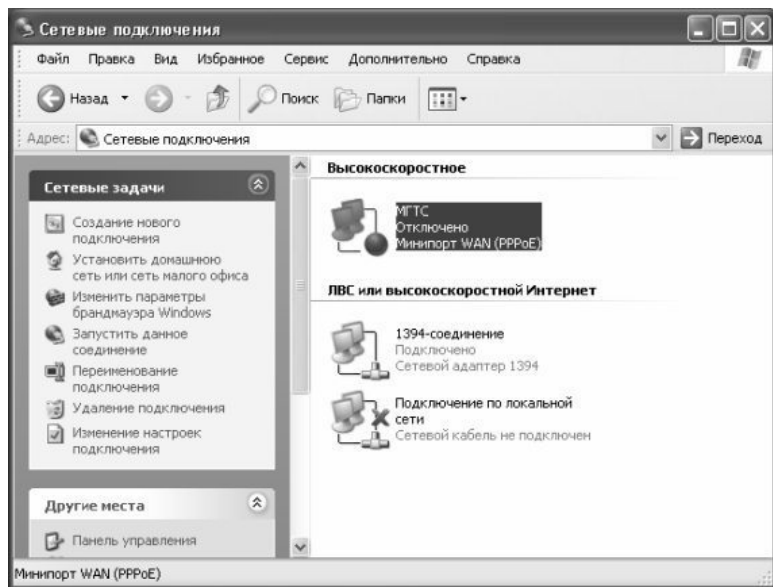 Сетевые подключения
Файл Правка Вид Избранное Сервис Дополнительно Справка
Назад Поиск Папки
Адрес: Сетевые подключения Переход
Сетевые задачи
Создание нового
подключения
Установить домашнюю
сеть или сеть малого офиса
Изменить параметры
брандмауэра Windows
Запустить данное
соединение
Переименование
подключения
Удаление подключения
Изменение настроек
подключения
Другие места
Панель управления
Высокоскоростное
МГТС
Отключено
Минипорт WAN (PPPoE)
ЛВС или высокоскоростной Интернет
1394-соединение
Подключено
Сетевой адаптер 1394
Подключение по локальной
сети
Сетевой кабель не подключен
Минипорт WAN (PPPoE)